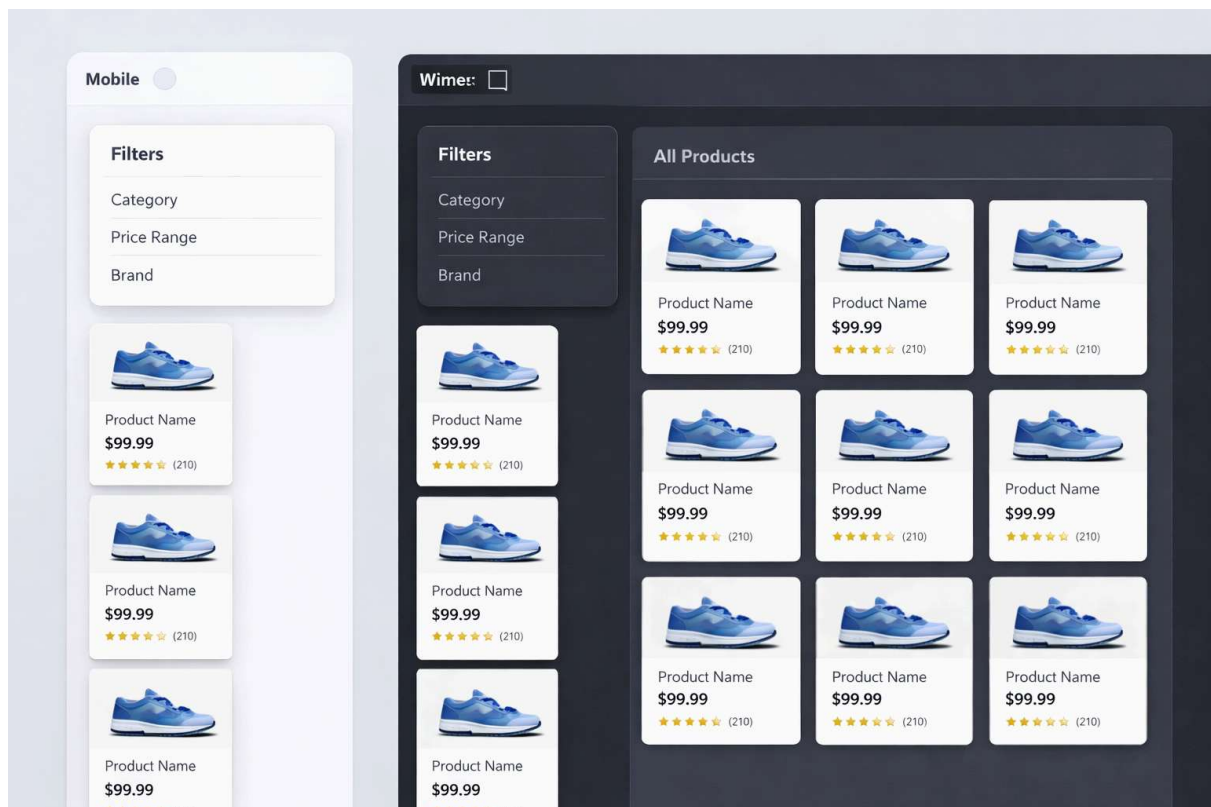 Mobile
Filters
Category
Price Range
Brand
Product Name
$99.99
(210)
Product Name
$99.99
(210)
Product Name
$99.99
Filters
Category
Price Range
Brand
Product Name
$99.99
(210)
Product Name
$99.99
(210)
Product Name
$99.99
All Products
Product Name
$99.99
(210)
Product Name
$99.99
(210)
Product Name
$99.99
(210)
Product Name
$99.99
(210)
Product Name
$99.99
(210)
Product Name
$99.99
(210)
Product Name
$99.99
(210)
Product Name
$99.99
(210)
Product Name
$99.99
(210)